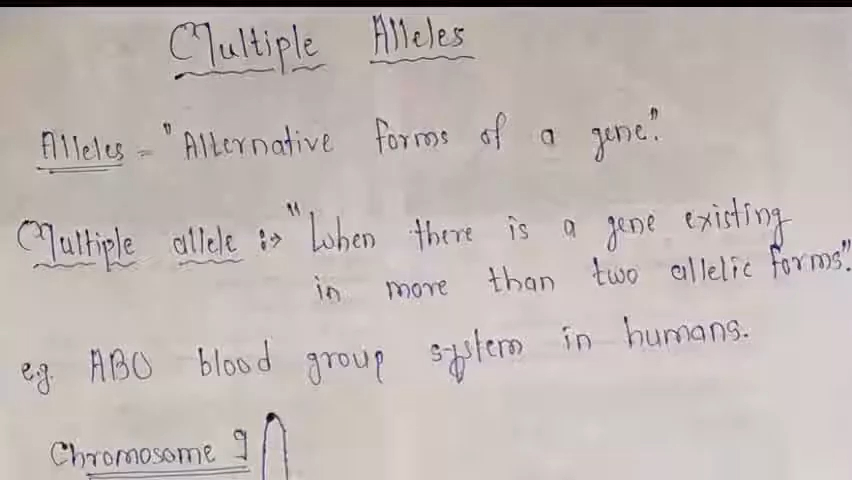 Multiple Alleles
Alleles = "Alternative forms of a gene".
Multiple allele :→ "When there is a gene existing
in more than two allelic forms".
e.g. ABO blood group system in humans.
Chromosome 9